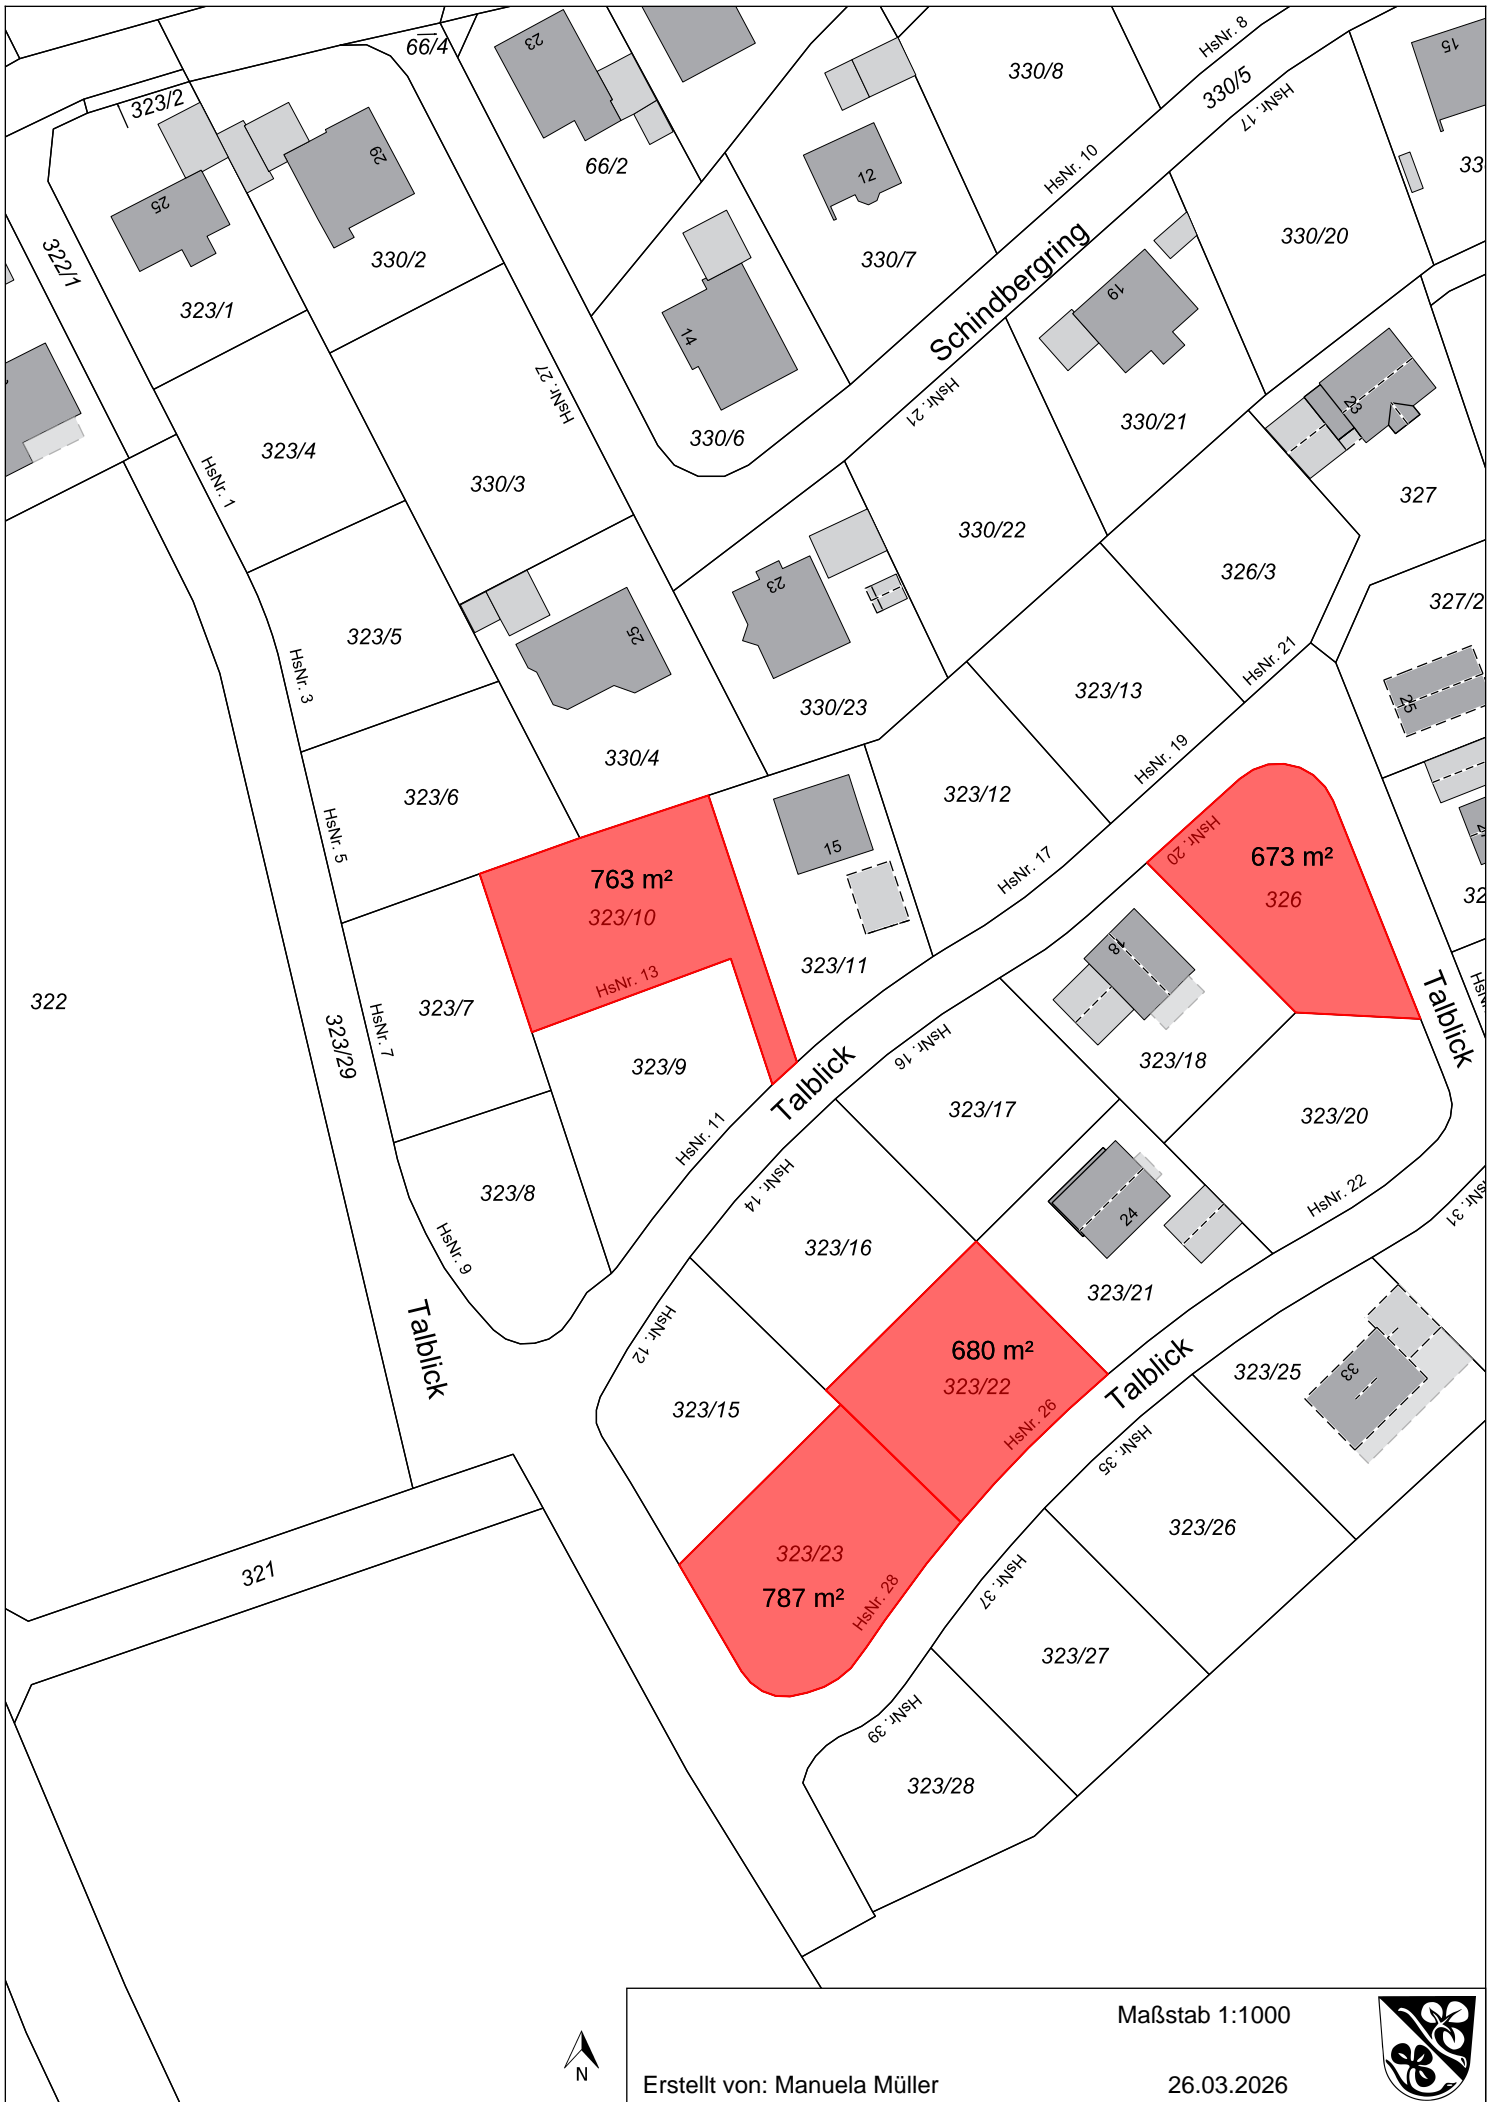 66/4
23
HsNr. 8
15
330/8
330/5
323/2
HsNr. 17
29
66/2
HsNr. 10
12
33
25
322/1
330/2
330/7
330/20
323/1
Schindbergring
19
14
HsNr. 27
HsNr. 21
23
330/6
330/21
323/4
HsNr. 1
330/3
327
330/22
326/3
23
327/2
323/5
25
HsNr. 3
HsNr. 21
323/13
25
330/23
330/4
HsNr. 19
323/6
323/12
HsNr. 5
15
HsNr. 20
673 m²
763 m²
HsNr. 17
326
32
323/10
18
323/11
HsNr. 13
322
323/7
HsNr. 7
323/29
Talblick
HsNr. 16
323/9
Talblick
323/18
323/17
323/20
HsNr. 11
HsNr. 14
323/8
HsNr. 22
HsNr. 31
24
HsNr. 9
323/16
323/21
HsNr. 12
Talblick
680 m²
323/22
Talblick
323/25
33
323/15
HsNr. 26
HsNr. 35
323/26
323/23
321
787 m²
HsNr. 28
HsNr. 37
323/27
HsNr. 39
323/28
Maßstab 1:1000
N
Erstellt von: Manuela Müller
26.03.2026